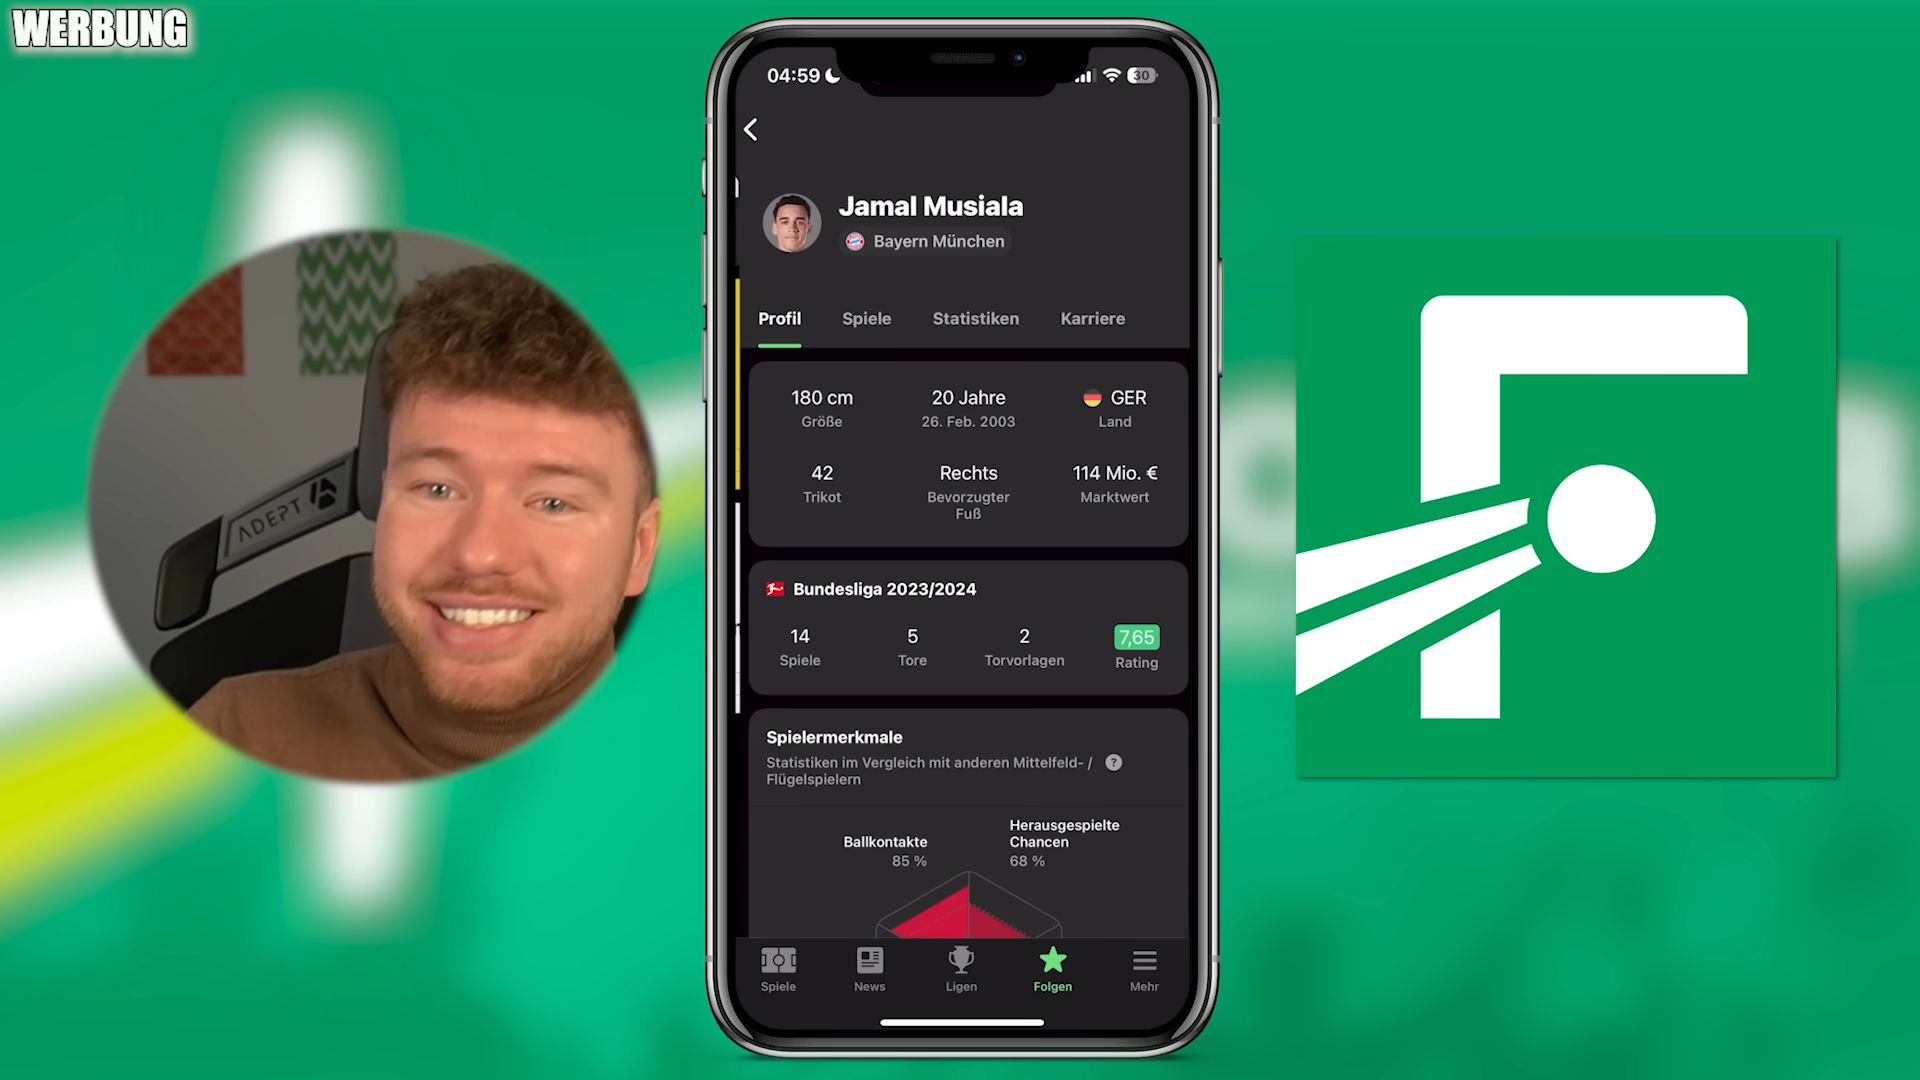 WERBUNG
04:59
30
Jamal Musiala
Bayern München
Profil Spiele Statistiken Karriere
180 cm 20 Jahre GER
Größe 26. Feb. 2003 Land
42 Rechts 114 Mio. €
Trikot Bevorzugter Marktwert
Fuß
Bundesliga 2023/2024
14 5 2 7,65
Spiele Tore Torvorlagen Rating
Spielermerkmale
Statistiken im Vergleich mit anderen Mittelfeld- / ?
Flügelspielern
Herausgespielte
Ballkontakte Chancen
85 % 68 %
Spiele News Ligen Folgen Mehr
ADEPT